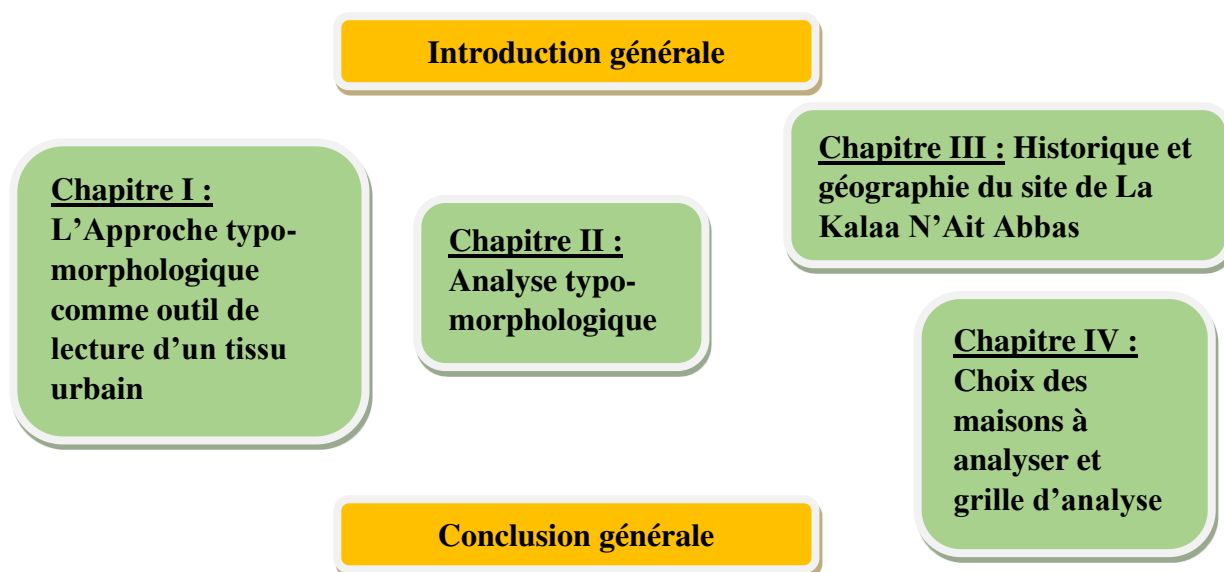 Introduction générale
Chapitre I :
L’Approche typo-
morphologique
comme outil de
lecture d’un tissu
urbain
Chapitre II :
Analyse typo-
morphologique
Chapitre III : Historique et
géographie du site de La
Kalaa N’Ait Abbas
Chapitre IV :
Choix des
maisons à
analyser et
grille d’analyse
Conclusion générale